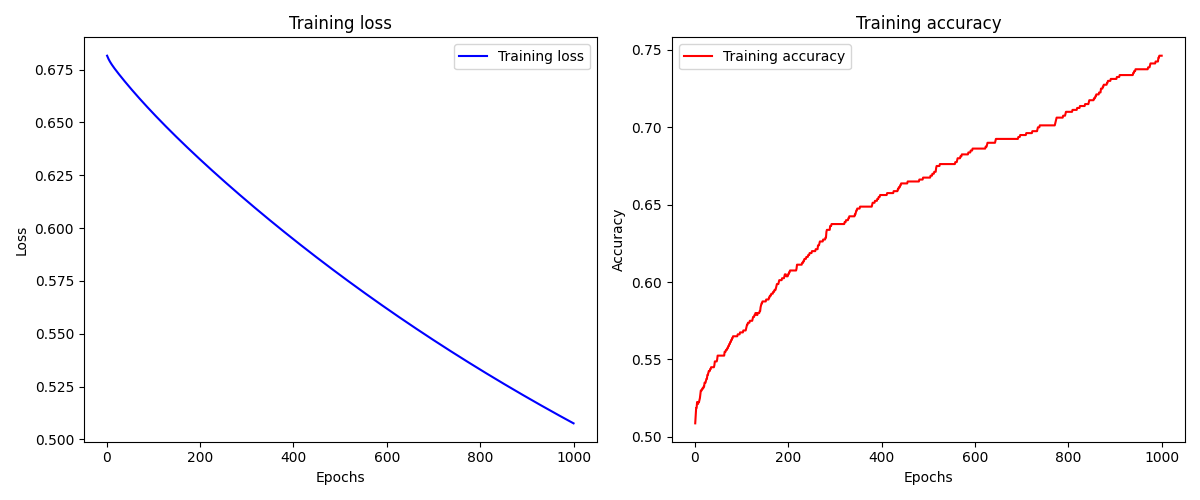 Training loss
Training loss
0.675
0.650
0.625
0.600
0.575
0.550
0.525
0.500
Loss
0 200 400 600 800 1000
Epochs
Training accuracy
Training accuracy
0.75
0.70
0.65
0.60
0.55
0.50
Accuracy
0 200 400 600 800 1000
Epochs